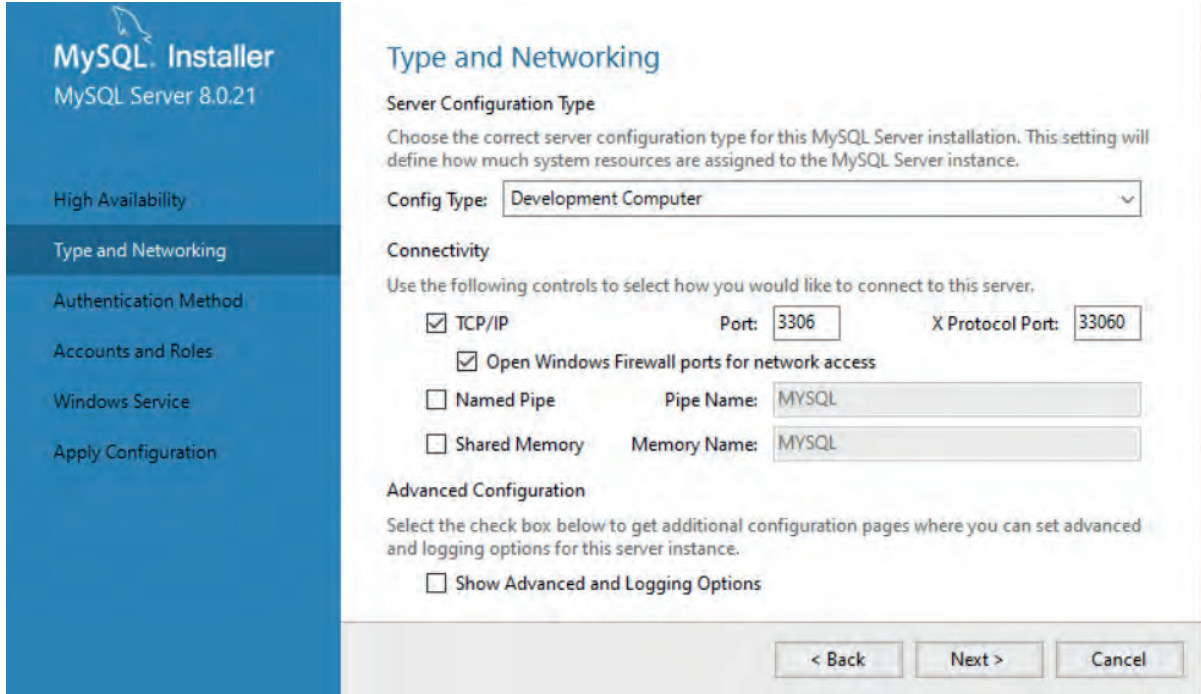 MySQL. Installer
MySQL Server 8.0.21
High Availability
Type and Networking
Authentication Method
Accounts and Roles
Windows Service
Apply Configuration
Type and Networking
Server Configuration Type
Choose the correct server configuration type for this MySQL Server installation. This setting will
define how much system resources are assigned to the MySQL Server instance.
Config Type: Development Computer
Connectivity
Use the following controls to select how you would like to connect to this server.
TCP/IP Port: 3306 X Protocol Port: 33060
Open Windows Firewall ports for network access
Named Pipe Pipe Name: MYSQL
Shared Memory Memory Name: MYSQL
Advanced Configuration
Select the check box below to get additional configuration pages where you can set advanced
and logging options for this server instance.
Show Advanced and Logging Options
< Back Next > Cancel